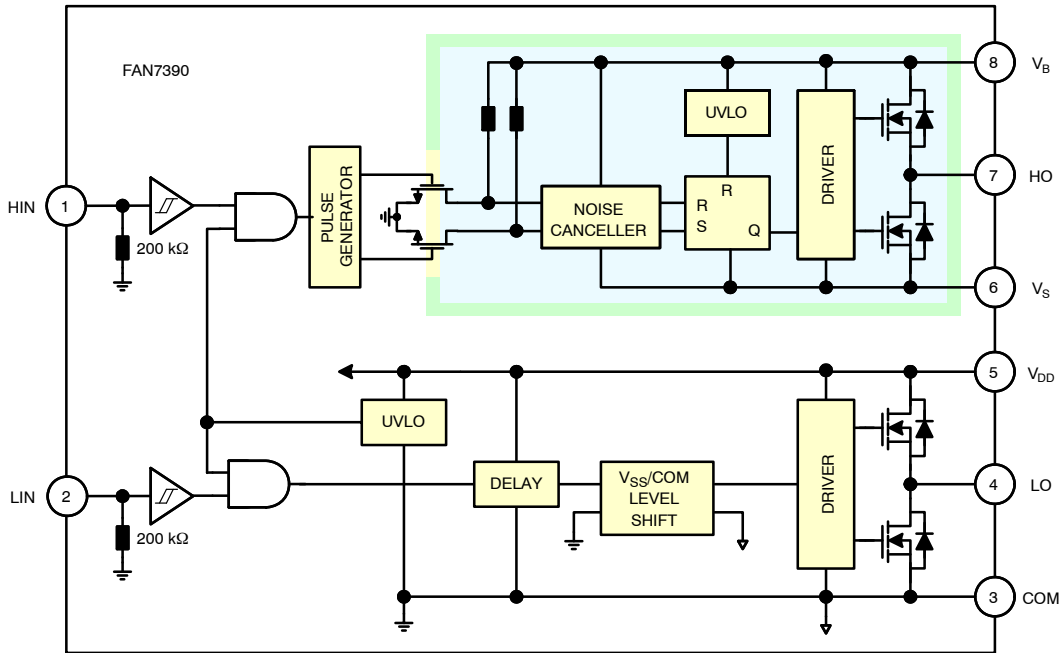 FAN7390
8
V_B
UVLO
HIN
1
200 kΩ
PULSE
GENERATOR
NOISE
CANCELLER
R
R
S
Q
DRIVER
7
HO
6
V_S
5
V_DD
UVLO
LIN
2
200 kΩ
DELAY
V_SS/COM
LEVEL
SHIFT
DRIVER
4
LO
3
COM